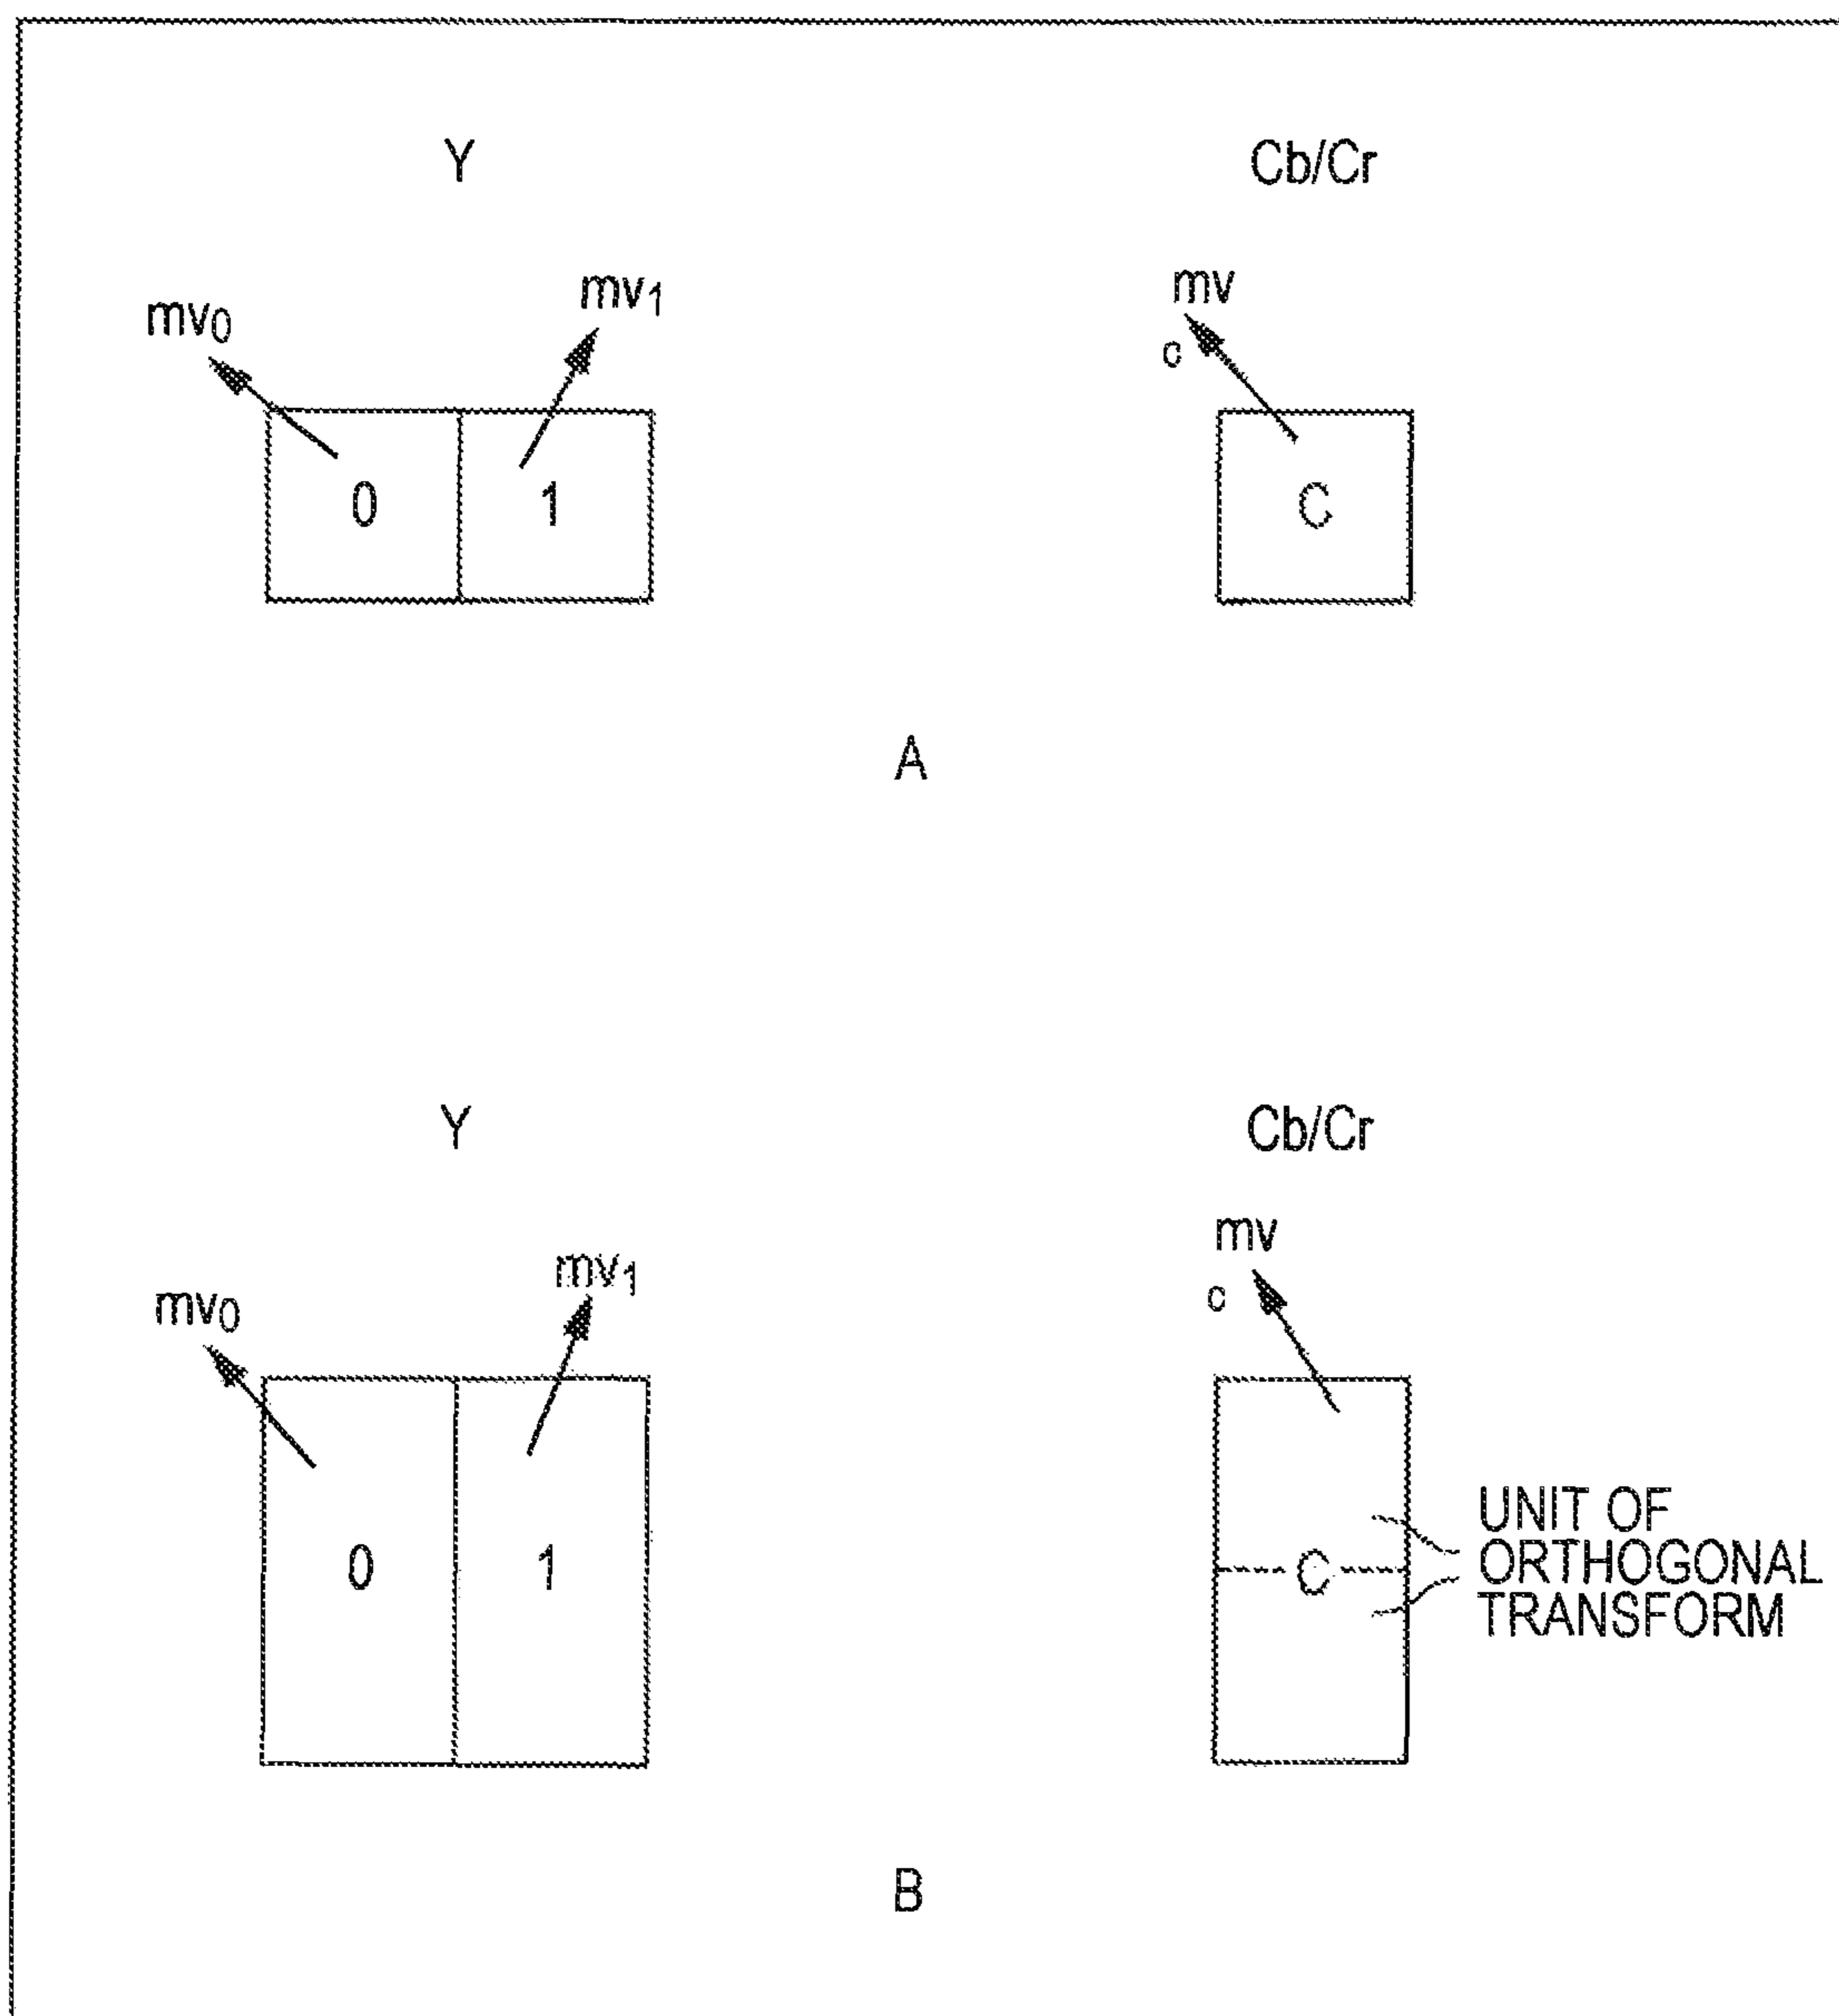 Y Cb/Cr
mv0 mv1 mv
c
0 1 C
A
Y Cb/Cr
mv0 mv1 mv
c
0 1 C
UNIT OF
ORTHOGONAL
TRANSFORM
B